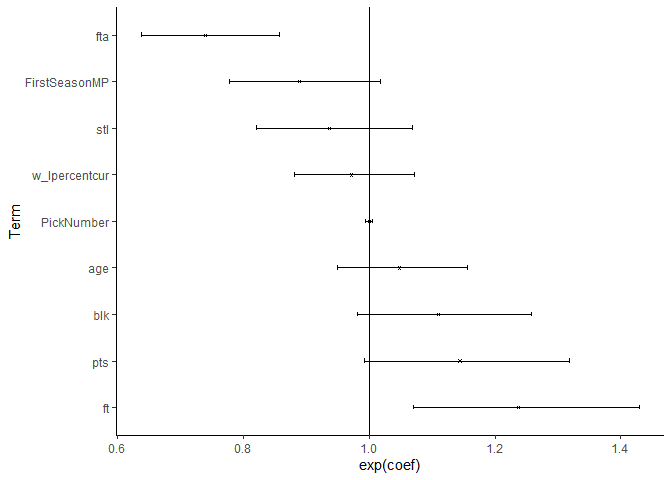 fta
FirstSeasonMP
stl
w_lpercentcur
PickNumber
age
blk
pts
ft
Term
0.6 0.8 1.0 1.2 1.4
exp(coef)